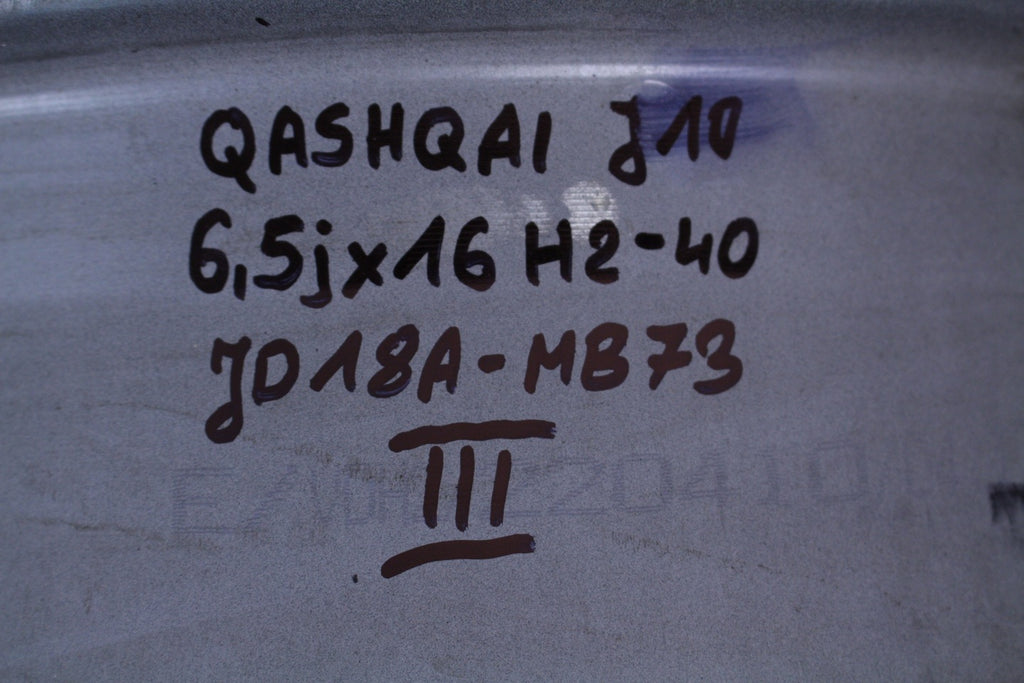 QASHQAI J10
6,5jx16 H2-40
JD18A-MB73
III